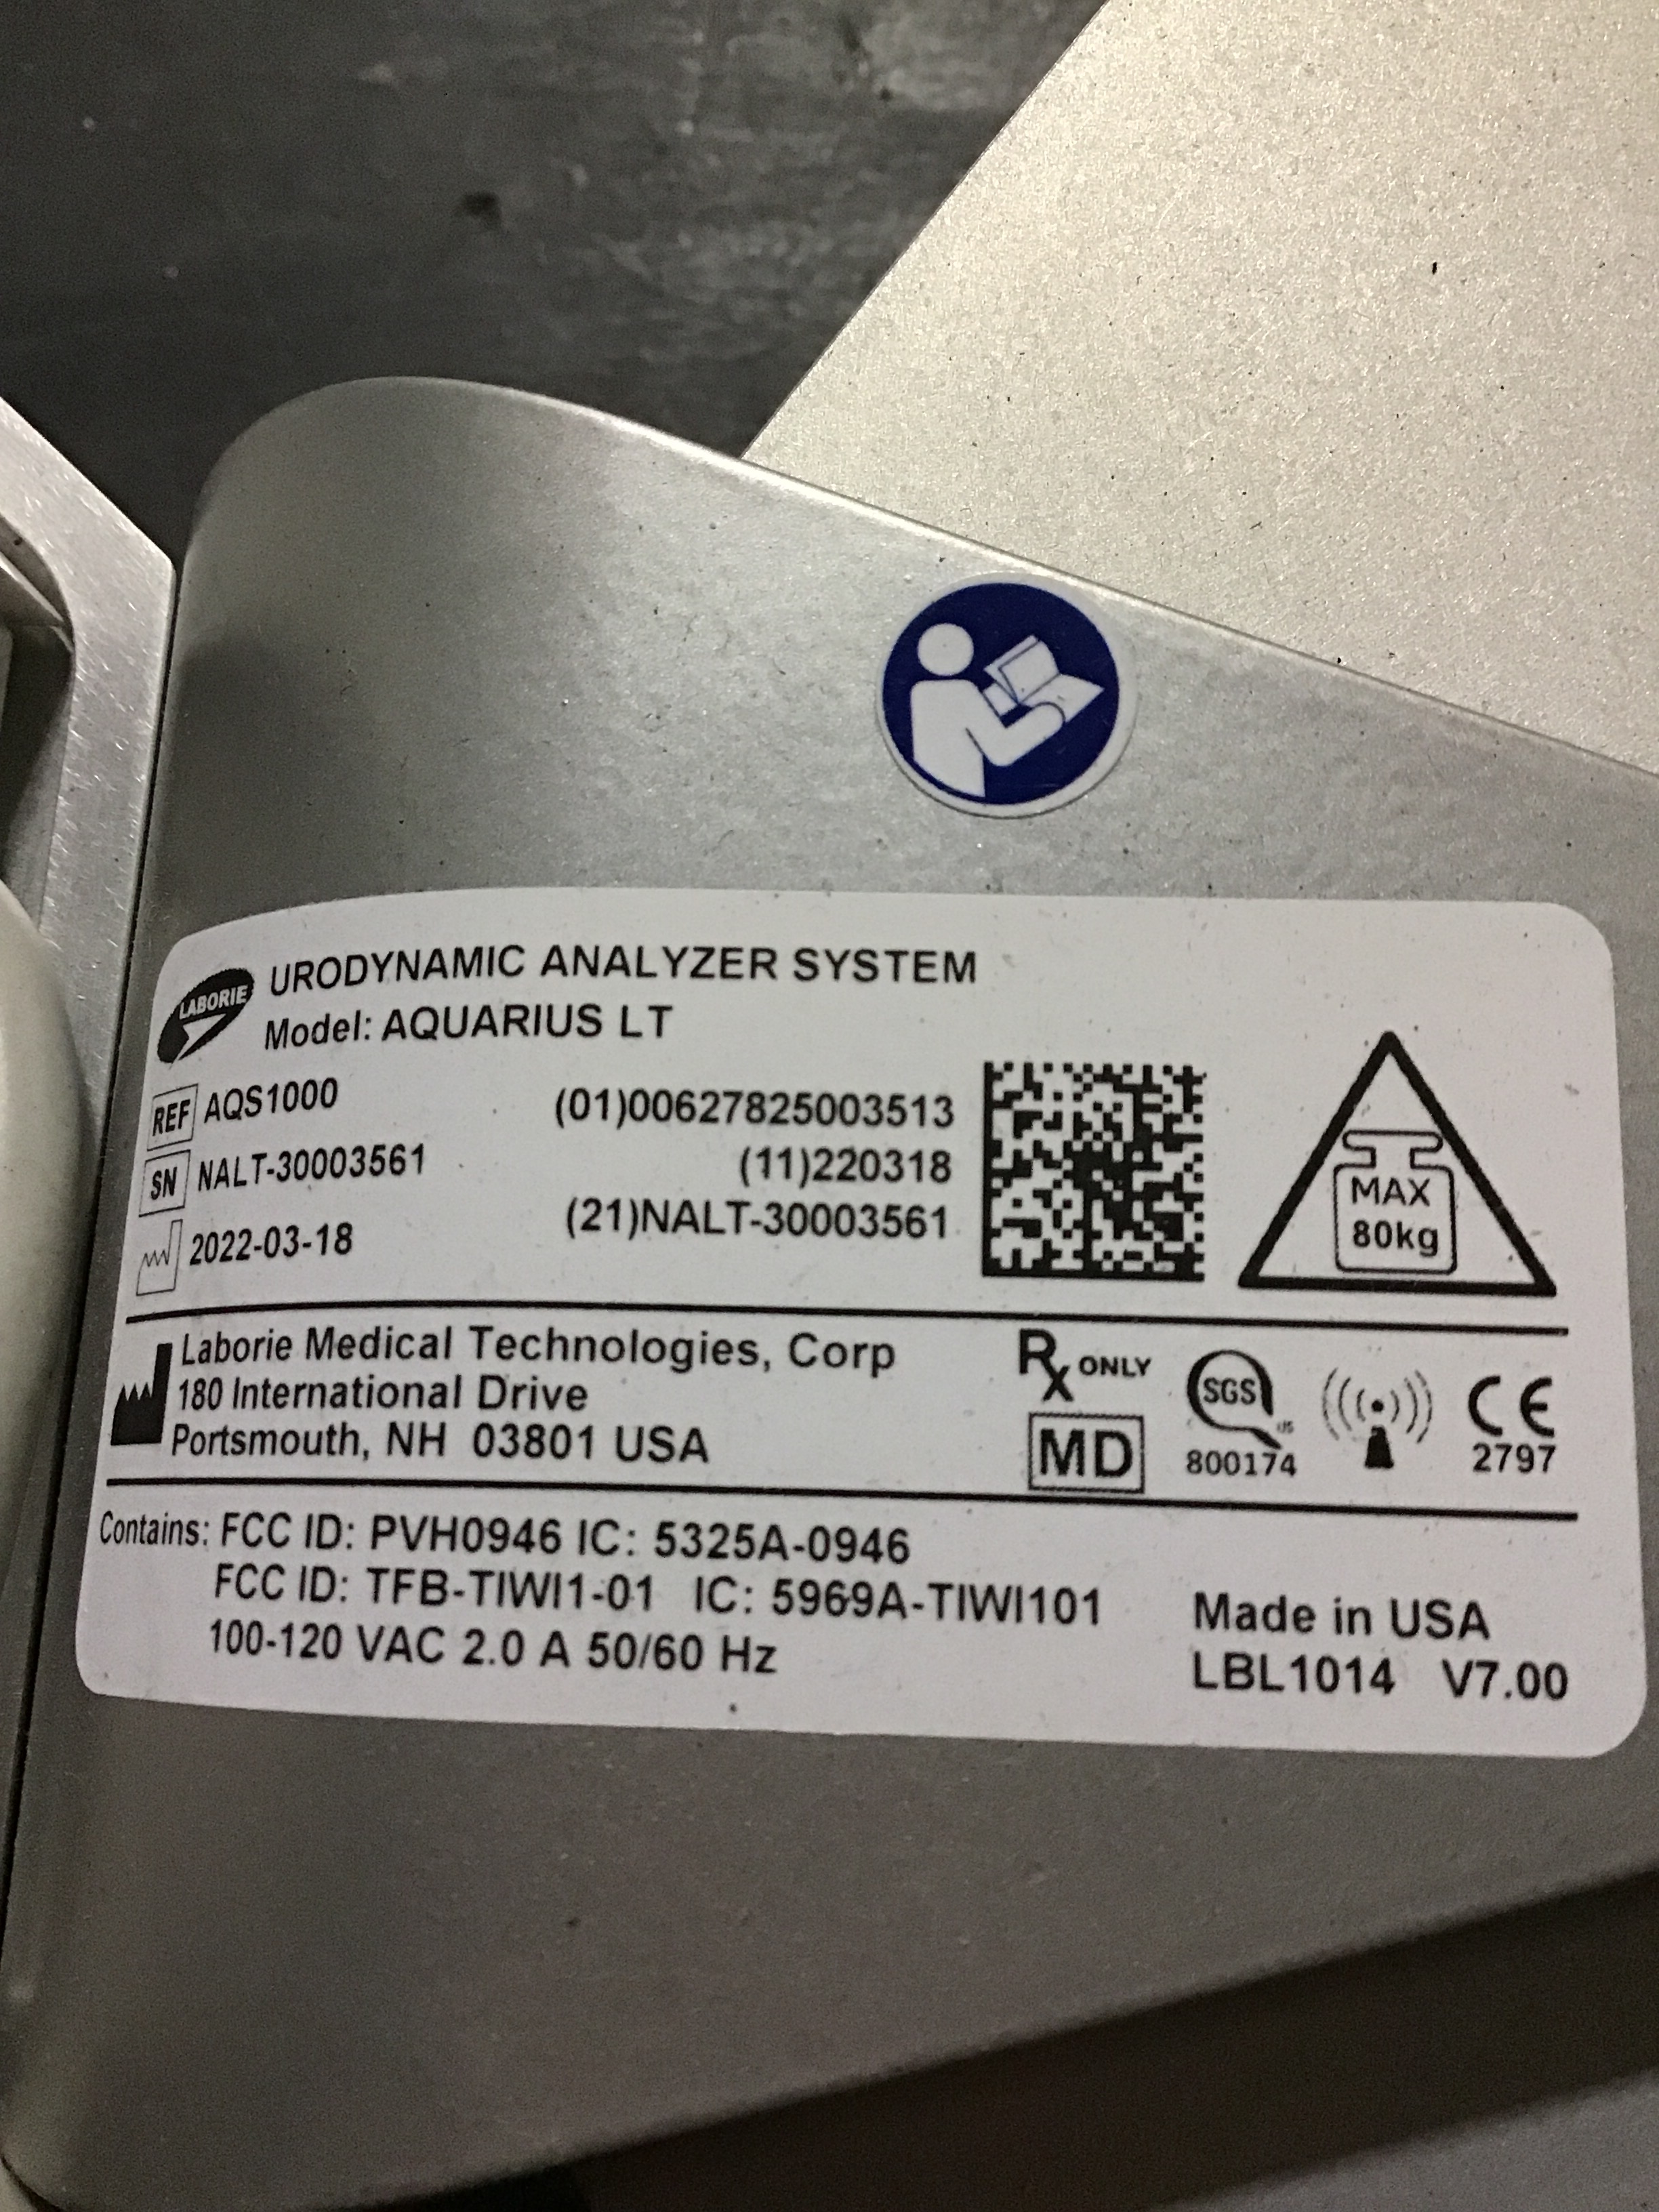 LABORIE
URODYNAMIC ANALYZER SYSTEM
Model: AQUARIUS LT
REF AQS1000
(01)00627825003513
SN NALT-30003561
(11)220318
2022-03-18
(21)NALT-30003561
MAX
80kg
Laborie Medical Technologies, Corp
180 International Drive
Portsmouth, NH 03801 USA
Rx ONLY
MD
SGS
US
800174
CE
2797
Contains: FCC ID: PVH0946 IC: 5325A-0946
FCC ID: TFB-TIWI1-01 IC: 5969A-TIWI101
100-120 VAC 2.0 A 50/60 Hz
Made in USA
LBL1014 V7.00